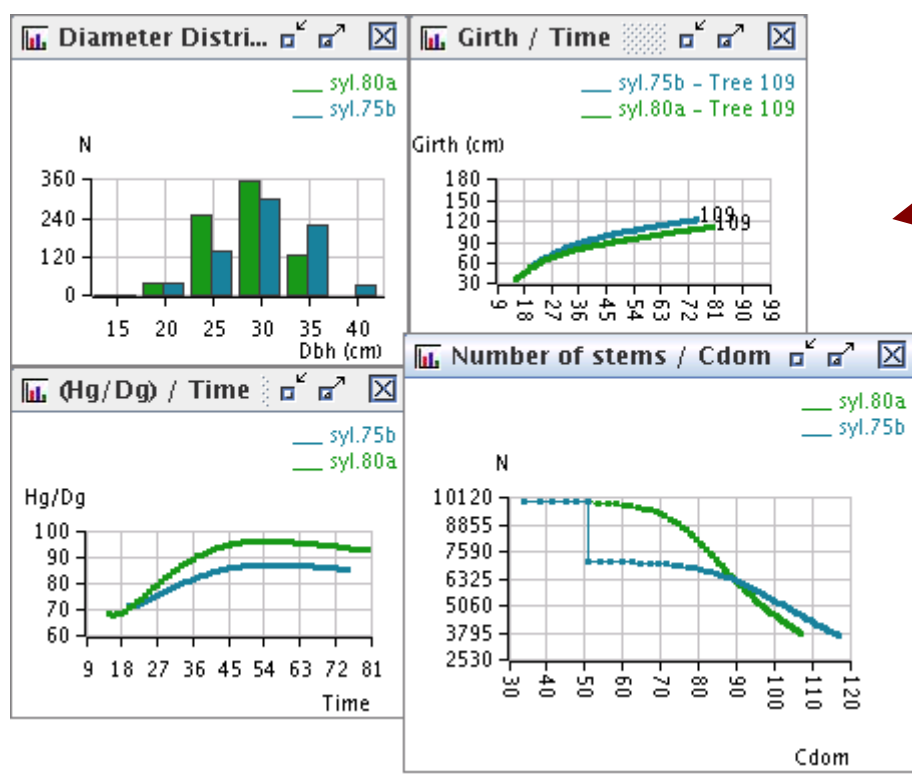 Diameter Distri...
syl.80a
syl.75b
N
360
240
120
0
15 20 25 30 35 40
Dbh (cm)
Girth / Time
syl.75b - Tree 109
syl.80a - Tree 109
Girth (cm)
180
150
120
90
60
30
109
109
9 18 27 36 45 54 63 72 81 90 99
(Hg/Dg) / Time
syl.75b
syl.80a
Hg/Dg
100
90
80
70
60
9 18 27 36 45 54 63 72 81
Time
Number of stems / Cdom
syl.80a
syl.75b
N
10120
8855
7590
6325
5060
3795
2530
30 40 50 60 70 80 90 100 110 120
Cdom